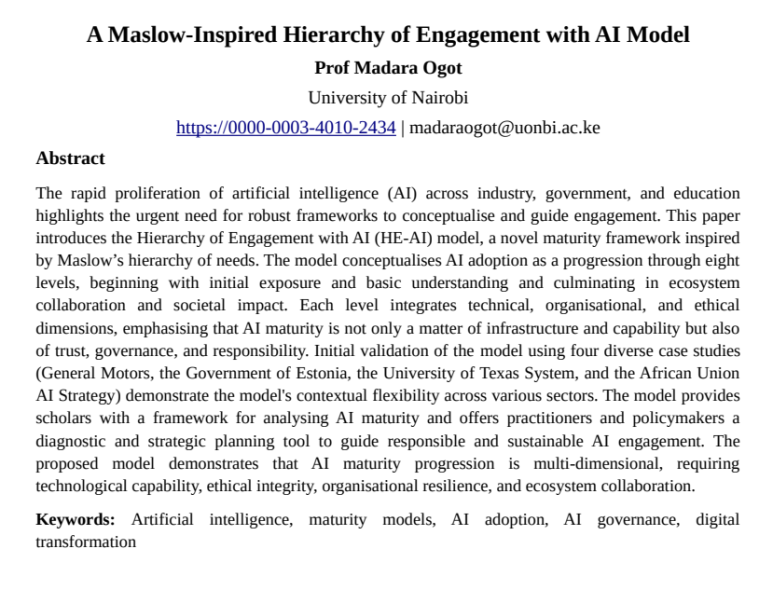 A Maslow-Inspired Hierarchy of Engagement with AI Model
Prof Madara Ogot
University of Nairobi
https://0000-0003-4010-2434 | madaraogot@uonbi.ac.ke
Abstract
The rapid proliferation of artificial intelligence (AI) across industry, government, and education
highlights the urgent need for robust frameworks to conceptualise and guide engagement. This paper
introduces the Hierarchy of Engagement with AI (HE-AI) model, a novel maturity framework inspired
by Maslow’s hierarchy of needs. The model conceptualises AI adoption as a progression through eight
levels, beginning with initial exposure and basic understanding and culminating in ecosystem
collaboration and societal impact. Each level integrates technical, organisational, and ethical
dimensions, emphasising that AI maturity is not only a matter of infrastructure and capability but also
of trust, governance, and responsibility. Initial validation of the model using four diverse case studies
(General Motors, the Government of Estonia, the University of Texas System, and the African Union
AI Strategy) demonstrate the model's contextual flexibility across various sectors. The model provides
scholars with a framework for analysing AI maturity and offers practitioners and policymakers a
diagnostic and strategic planning tool to guide responsible and sustainable AI engagement. The
proposed model demonstrates that AI maturity progression is multi-dimensional, requiring
technological capability, ethical integrity, organisational resilience, and ecosystem collaboration.
Keywords: Artificial intelligence, maturity models, AI adoption, AI governance, digital
transformation